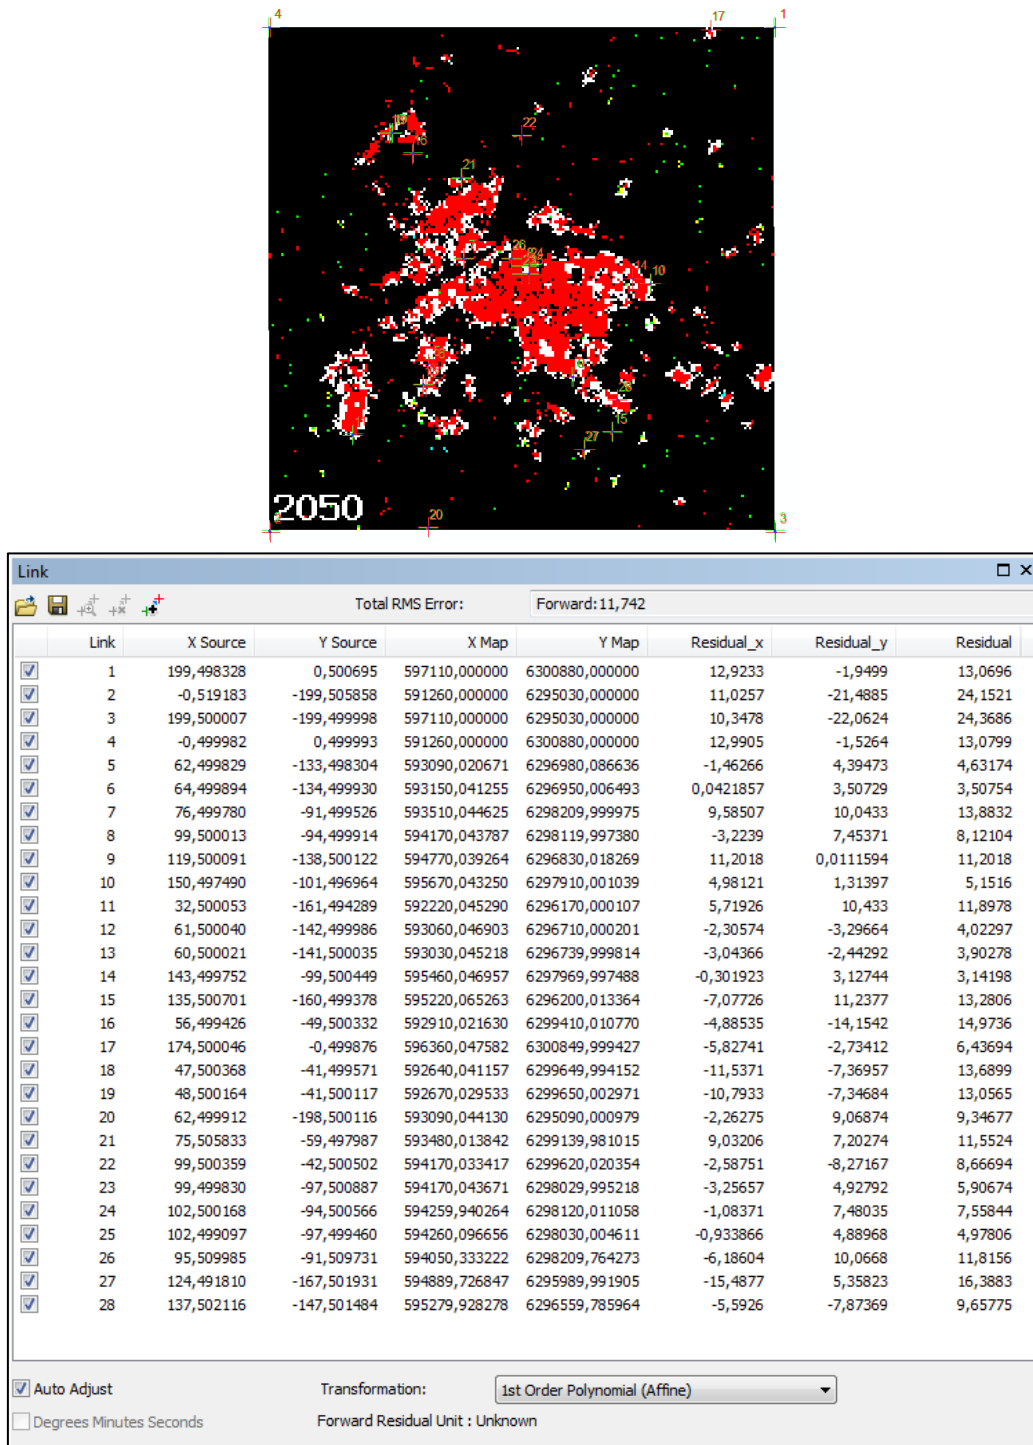 4
1
17
22
21
26
24
14
10
28
15
27
2050
20
3
Link
Total RMS Error: Forward:11,742
Link X Source Y Source X Map Y Map Residual_x Residual_y Residual
1 199,498328 0,500695 597110,000000 6300880,000000 12,9233 -1,9499 13,0696
2 -0,519183 -199,505858 591260,000000 6295030,000000 11,0257 -21,4885 24,1521
3 199,500007 -199,499998 597110,000000 6295030,000000 10,3478 -22,0624 24,3686
4 -0,499982 0,499993 591260,000000 6300880,000000 12,9905 -1,5264 13,0799
5 62,499829 -133,498304 593090,020671 6296980,086636 -1,46266 4,39473 4,63174
6 64,499894 -134,499930 593150,041255 6296950,006493 0,0421857 3,50729 3,50754
7 76,499780 -91,499526 593510,044625 6298209,999975 9,58507 10,0433 13,8832
8 99,500013 -94,499914 594170,043787 6298119,997380 -3,2239 7,45371 8,12104
9 119,500091 -138,500122 594770,039264 6296830,018269 11,2018 0,0111594 11,2018
10 150,497490 -101,496964 595670,043250 6297910,001039 4,98121 1,31397 5,1516
11 32,500053 -161,494289 592220,045290 6296170,000107 5,71926 10,433 11,8978
12 61,500040 -142,499986 593060,046903 6296710,000201 -2,30574 -3,29664 4,02297
13 60,500021 -141,500035 593030,045218 6296739,999814 -3,04366 -2,44292 3,90278
14 143,499752 -99,500449 595460,046957 6297969,997488 -0,301923 3,12744 3,14198
15 135,500701 -160,499378 595220,065263 6296200,013364 -7,07726 11,2377 13,2806
16 56,499426 -49,500332 592910,021630 6299410,010770 -4,88535 -14,1542 14,9736
17 174,500046 -0,499876 596360,047582 6300849,999427 -5,82741 -2,73412 6,43694
18 47,500368 -41,499571 592640,041157 6299649,994152 -11,5371 -7,36957 13,6899
19 48,500164 -41,500117 592670,029533 6299650,002971 -10,7933 -7,34684 13,0565
20 62,499912 -198,500116 593090,044130 6295090,000979 -2,26275 9,06874 9,34677
21 75,505833 -59,497987 593480,013842 6299139,981015 9,03206 7,20274 11,5524
22 99,500359 -42,500502 594170,033417 6299620,020354 -2,58751 -8,27167 8,66694
23 99,499830 -97,500887 594170,043671 6298029,995218 -3,25657 4,92792 5,90674
24 102,500168 -94,500566 594259,940264 6298120,011058 -1,08371 7,48035 7,55844
25 102,499097 -97,499460 594260,096656 6298030,004611 -0,933866 4,88968 4,97806
26 95,509985 -91,509731 594050,333222 6298209,764273 -6,18604 10,0668 11,8156
27 124,491810 -167,501931 594889,726847 6295989,991905 -15,4877 5,35823 16,3883
28 137,502116 -147,501484 595279,928278 6296559,785964 -5,5926 -7,87369 9,65775
Auto Adjust Transformation: 1st Order Polynomial (Affine)
Degrees Minutes Seconds Forward Residual Unit : Unknown